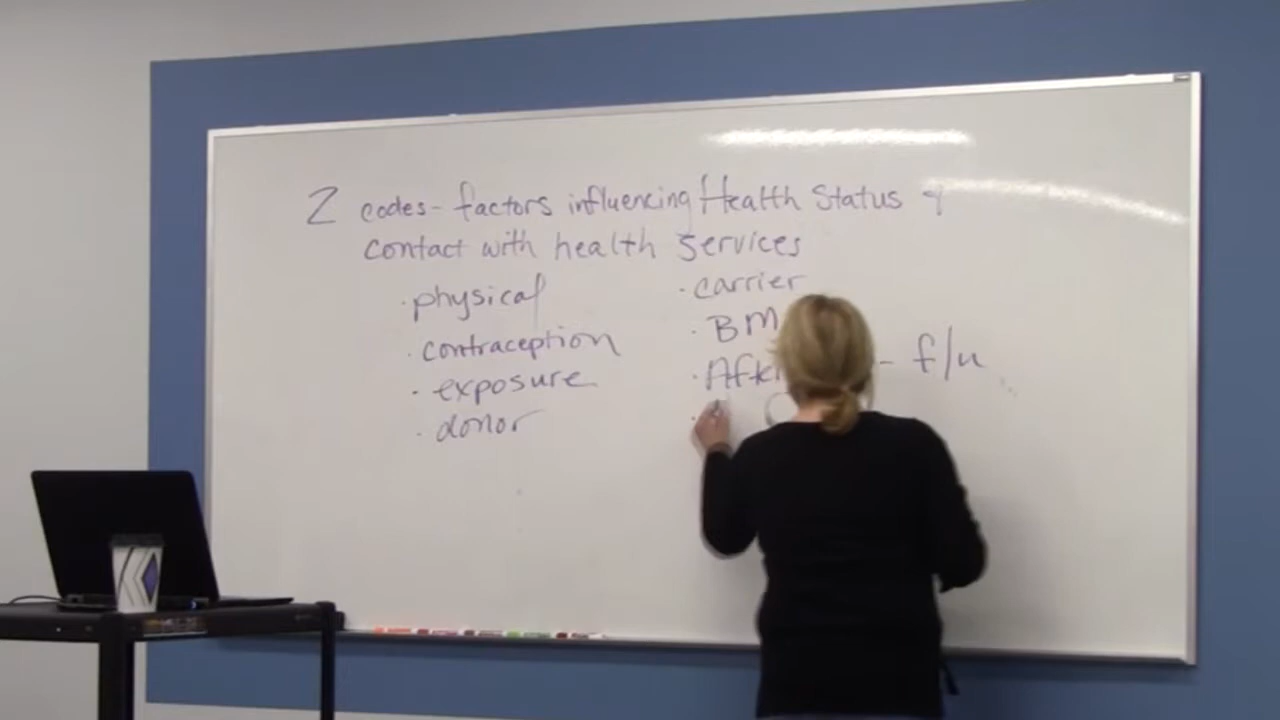 Z codes - factors influencing Health Status &
contact with health services
· physical
· contraception
· exposure
· donor
· carrier
· BM
· - f/u